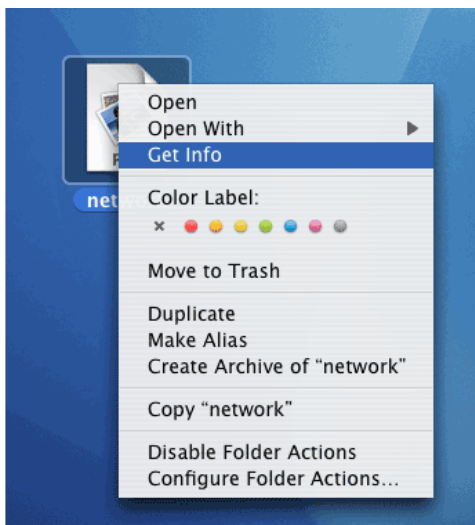 Open
Open With
Get Info
Color Label:
Move to Trash
Duplicate
Make Alias
Create Archive of “network”
Copy “network”
Disable Folder Actions
Configure Folder Actions...